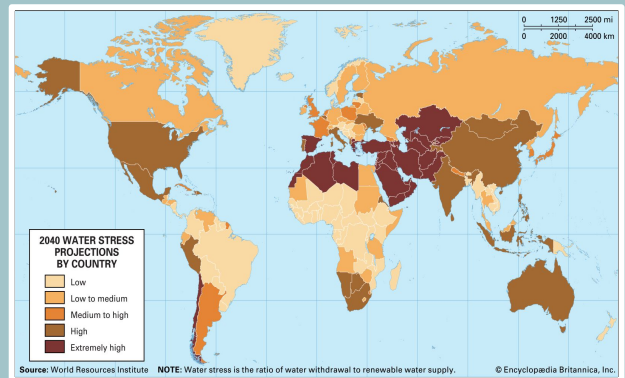 0 1250 2500 mi
0 2000 4000 km
2040 WATER STRESS
PROJECTIONS
BY COUNTRY
Low
Low to medium
Medium to high
High
Extremely high
Source: World Resources Institute NOTE: Water stress is the ratio of water withdrawal to renewable water supply. © Encyclopædia Britannica, Inc.